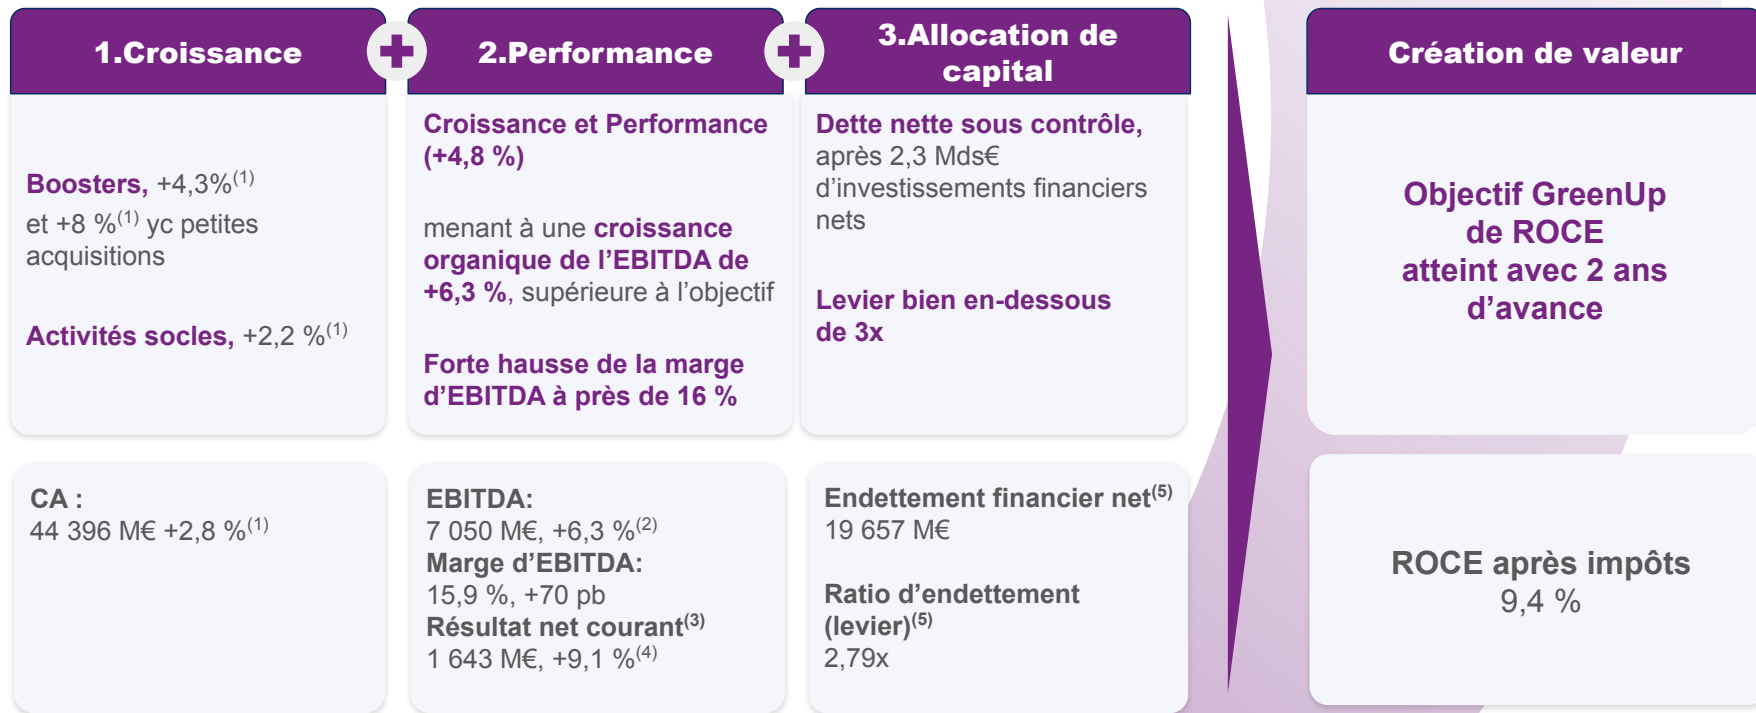 1.Croissance
Boosters, +4,3%(1)
et +8 %(1) yc petites
acquisitions
Activités socles, +2,2 %(1)
CA :
44 396 M€ +2,8 %(1)
2.Performance
Croissance et Performance
(+4,8 %)
menant à une croissance
organique de l’EBITDA de
+6,3 %, supérieure à l’objectif
Forte hausse de la marge
d’EBITDA à près de 16 %
EBITDA:
7 050 M€, +6,3 %(2)
Marge d’EBITDA:
15,9 %, +70 pb
Résultat net courant(3)
1 643 M€, +9,1 %(4)
3.Allocation de
capital
Dette nette sous contrôle,
après 2,3 Mds€
d’investissements financiers
nets
Levier bien en-dessous
de 3x
Endettement financier net(5)
19 657 M€
Ratio d’endettement
(levier)(5)
2,79x
Création de valeur
Objectif GreenUp
de ROCE
atteint avec 2 ans
d’avance
ROCE après impôts
9,4 %